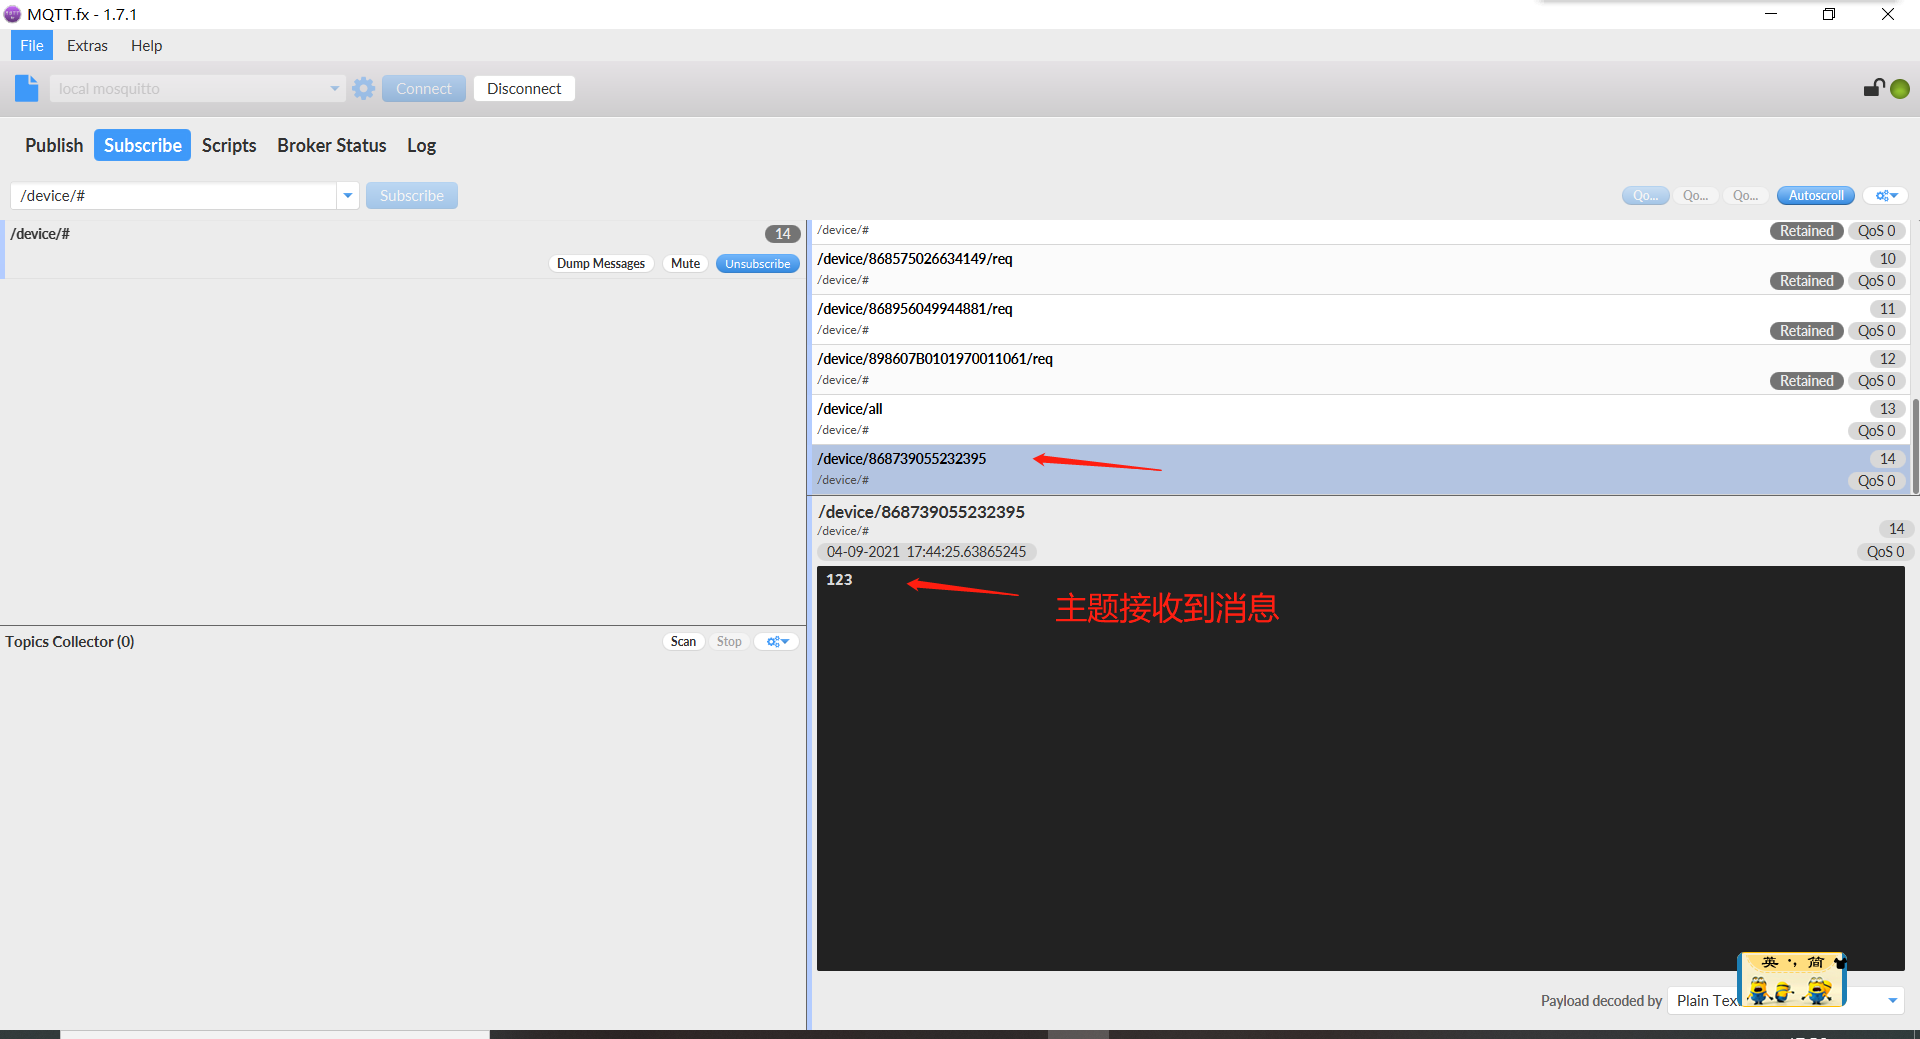 MQTT.fx - 1.7.1
File Extras Help
local mosquitto Connect Disconnect
Publish Subscribe Scripts Broker Status Log
/device/# Subscribe Qo... Qo... Qo... Autoscroll
/device/# 14
Dump Messages Mute Unsubscribe
/device/# Retained QoS 0
/device/868575026634149/req 10
/device/# Retained QoS 0
/device/868956049944881/req 11
/device/# Retained QoS 0
/device/898607B0101970011061/req 12
/device/# Retained QoS 0
/device/all 13
/device/# QoS 0
/device/868739055232395 14
/device/# QoS 0
/device/868739055232395
/device/# 14
04-09-2021 17:44:25.63865245 QoS 0
123
主题接收到消息
Topics Collector (0) Scan Stop
英 ·, 简
Payload decoded by Plain Tex